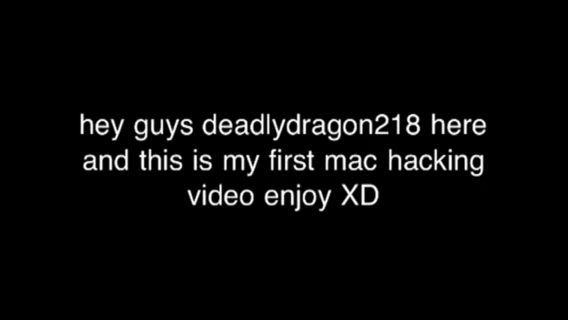 hey guys deadlydragon218 here
and this is my first mac hacking
video enjoy XD